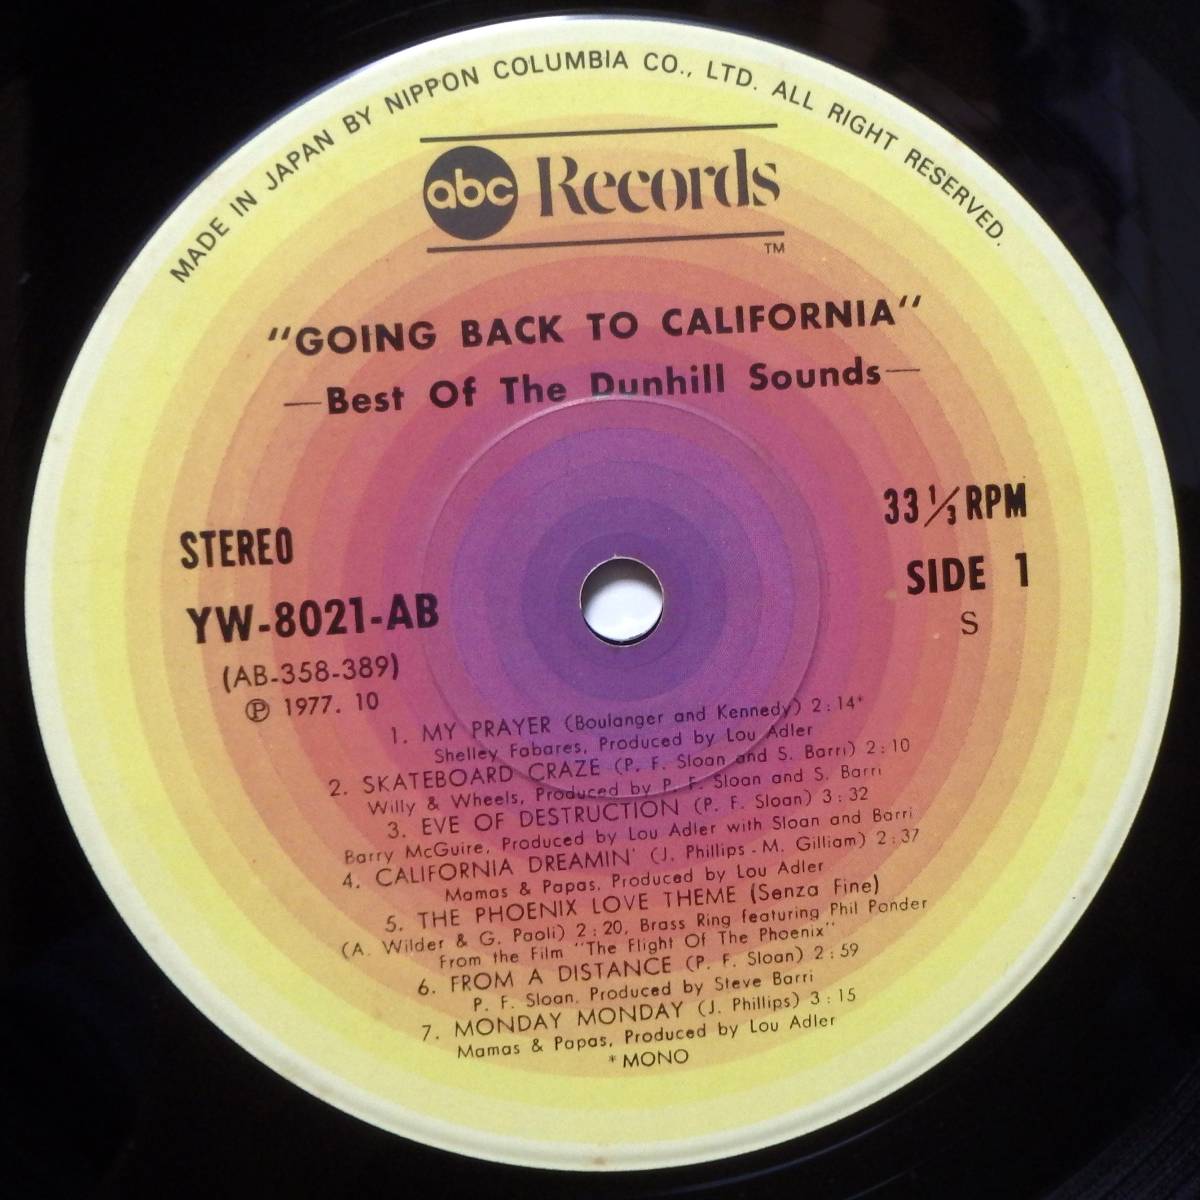 MADE IN JAPAN BY NIPPON COLUMBIA CO., LTD. ALL RIGHT RESERVED.
abc Records
TM
"GOING BACK TO CALIFORNIA"
—Best Of The Dunhill Sounds—
STEREO
33 1/3 RPM
YW-8021-AB
SIDE 1
(AB-358-389)
S
Ⓟ 1977. 10
1. MY PRAYER (Boulanger and Kennedy) 2:14*
Shelley Fabares, Produced by Lou Adler
2. SKATEBOARD CRAZE (P. F. Sloan and S. Barri) 2:10
Willy & Wheels, Produced by P. F. Sloan and S. Barri
3. EVE OF DESTRUCTION (P. F. Sloan) 3:32
Barry McGuire, Produced by Lou Adler with Sloan and Barri
4. CALIFORNIA DREAMIN' (J. Phillips - M. Gilliam) 2:37
Mamas & Papas, Produced by Lou Adler
5. THE PHOENIX LOVE THEME (Senza Fine)
(A. Wilder & G. Paoli) 2:20, Brass Ring featuring Phil Ponder
From the Film "The Flight Of The Phoenix"
6. FROM A DISTANCE (P. F. Sloan) 2:59
P. F. Sloan, Produced by Steve Barri
7. MONDAY MONDAY (J. Phillips) 3:15
Mamas & Papas, Produced by Lou Adler
*MONO